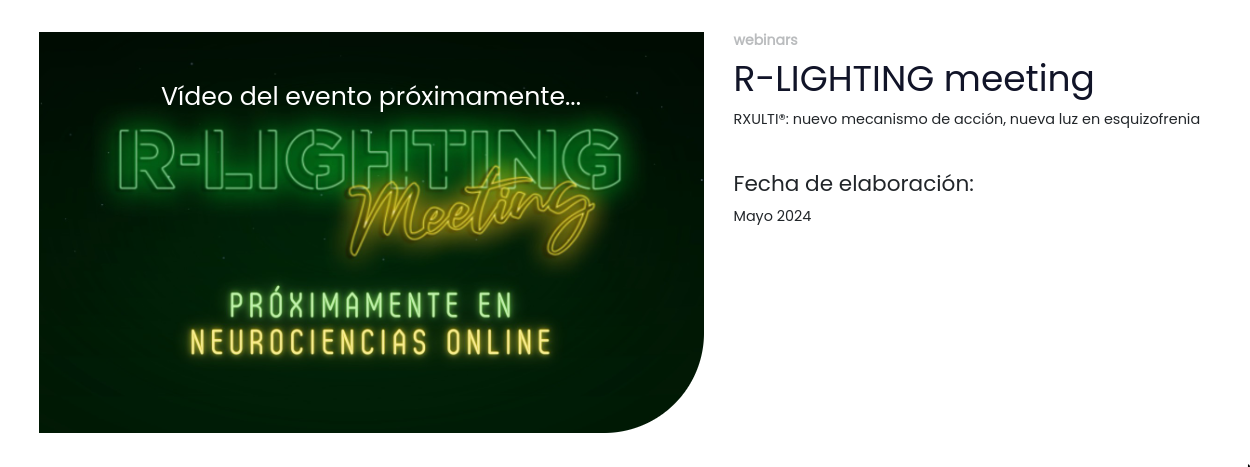 Vídeo del evento próximamente...
R-LIGHTING
Meeting
PRÓXIMAMENTE EN
NEUROCIENCIAS ONLINE
webinars
R-LIGHTING meeting
RXULTI®: nuevo mecanismo de acción, nueva luz en esquizofrenia
Fecha de elaboración:
Mayo 2024